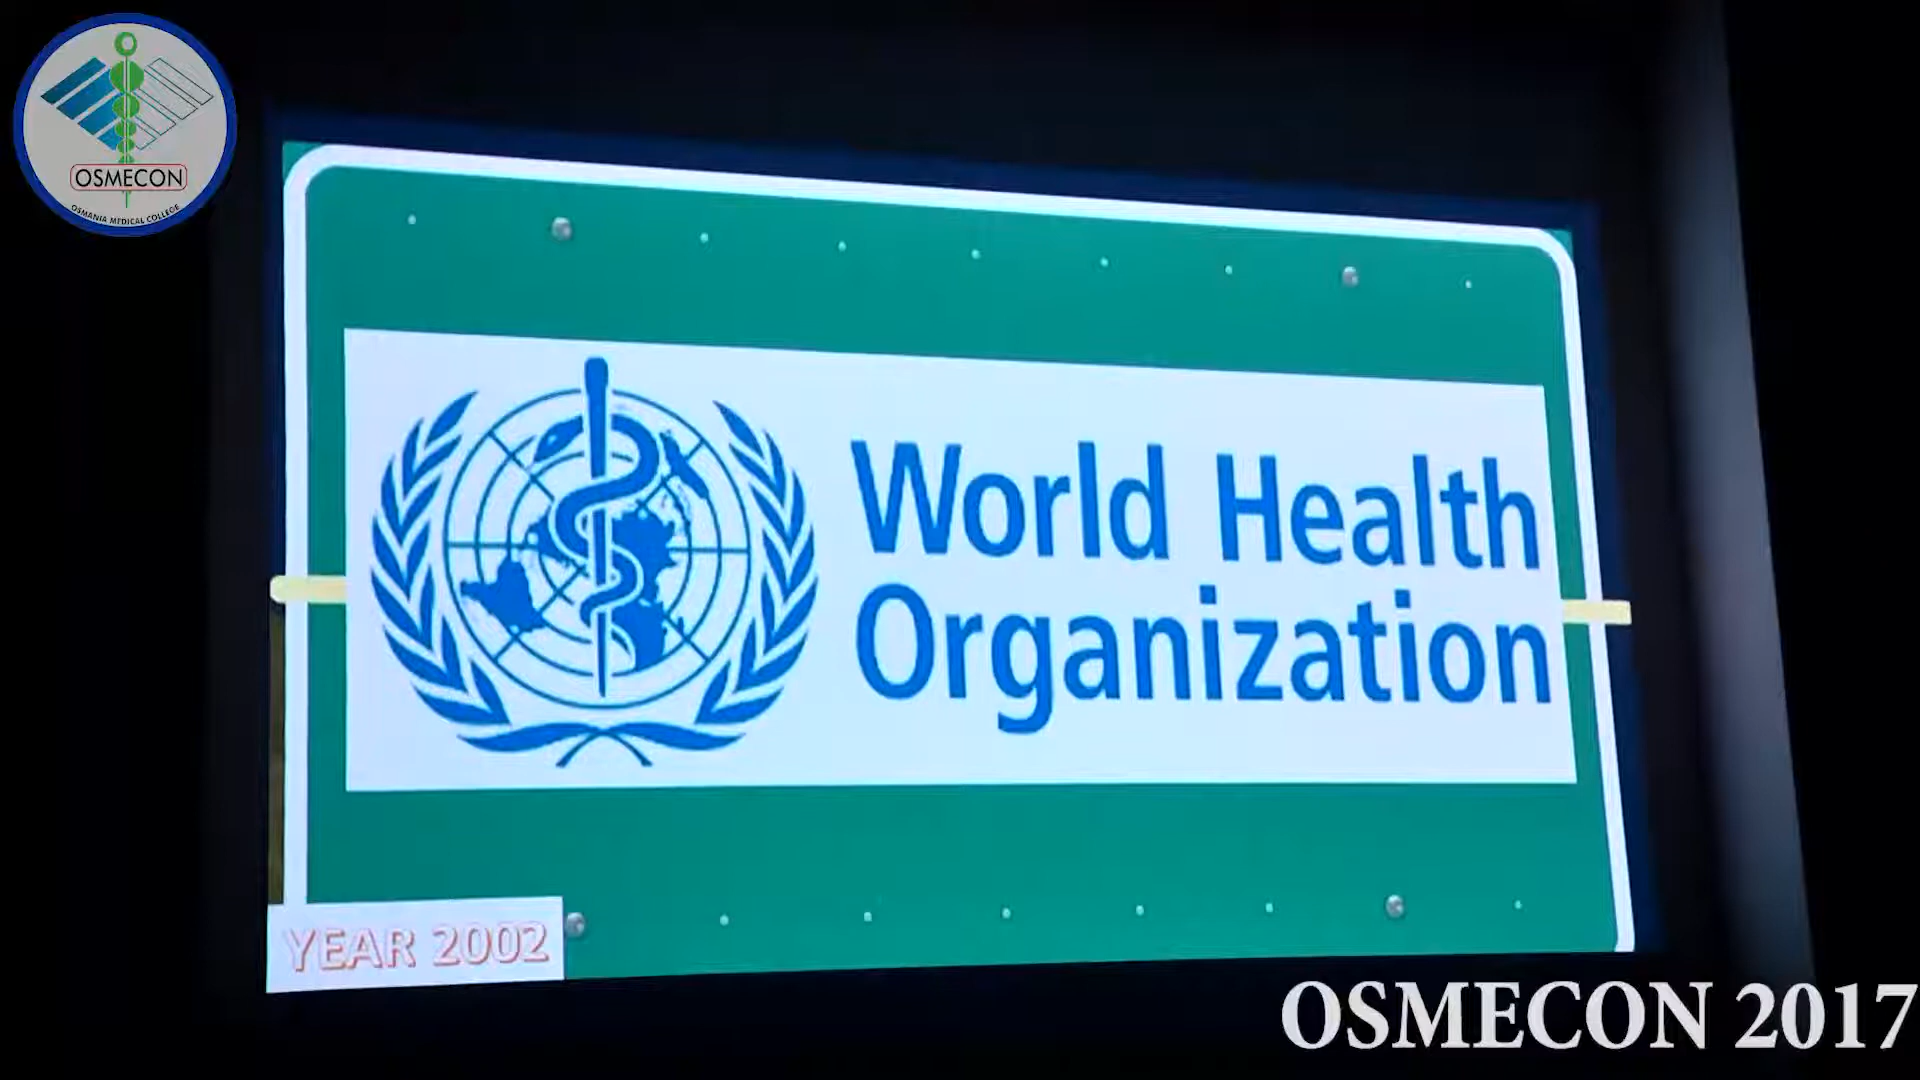 OSMECON
OSMANIA MEDICAL COLLEGE
World Health
Organization
YEAR 2002
OSMECON 2017